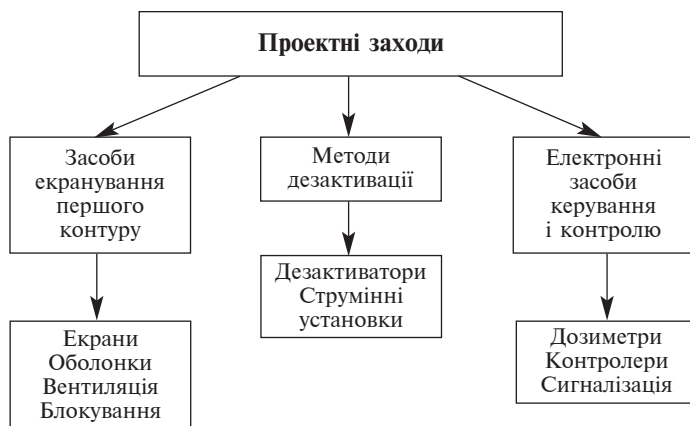 Проектні заходи
Засоби
екранування
першого
контуру
Методи
дезактивації
Електронні
засоби
керування
і контролю
Екрани
Оболонки
Вентиляція
Блокування
Дезактиватори
Струмінні
установки
Дозиметри
Контролери
Сигналізація